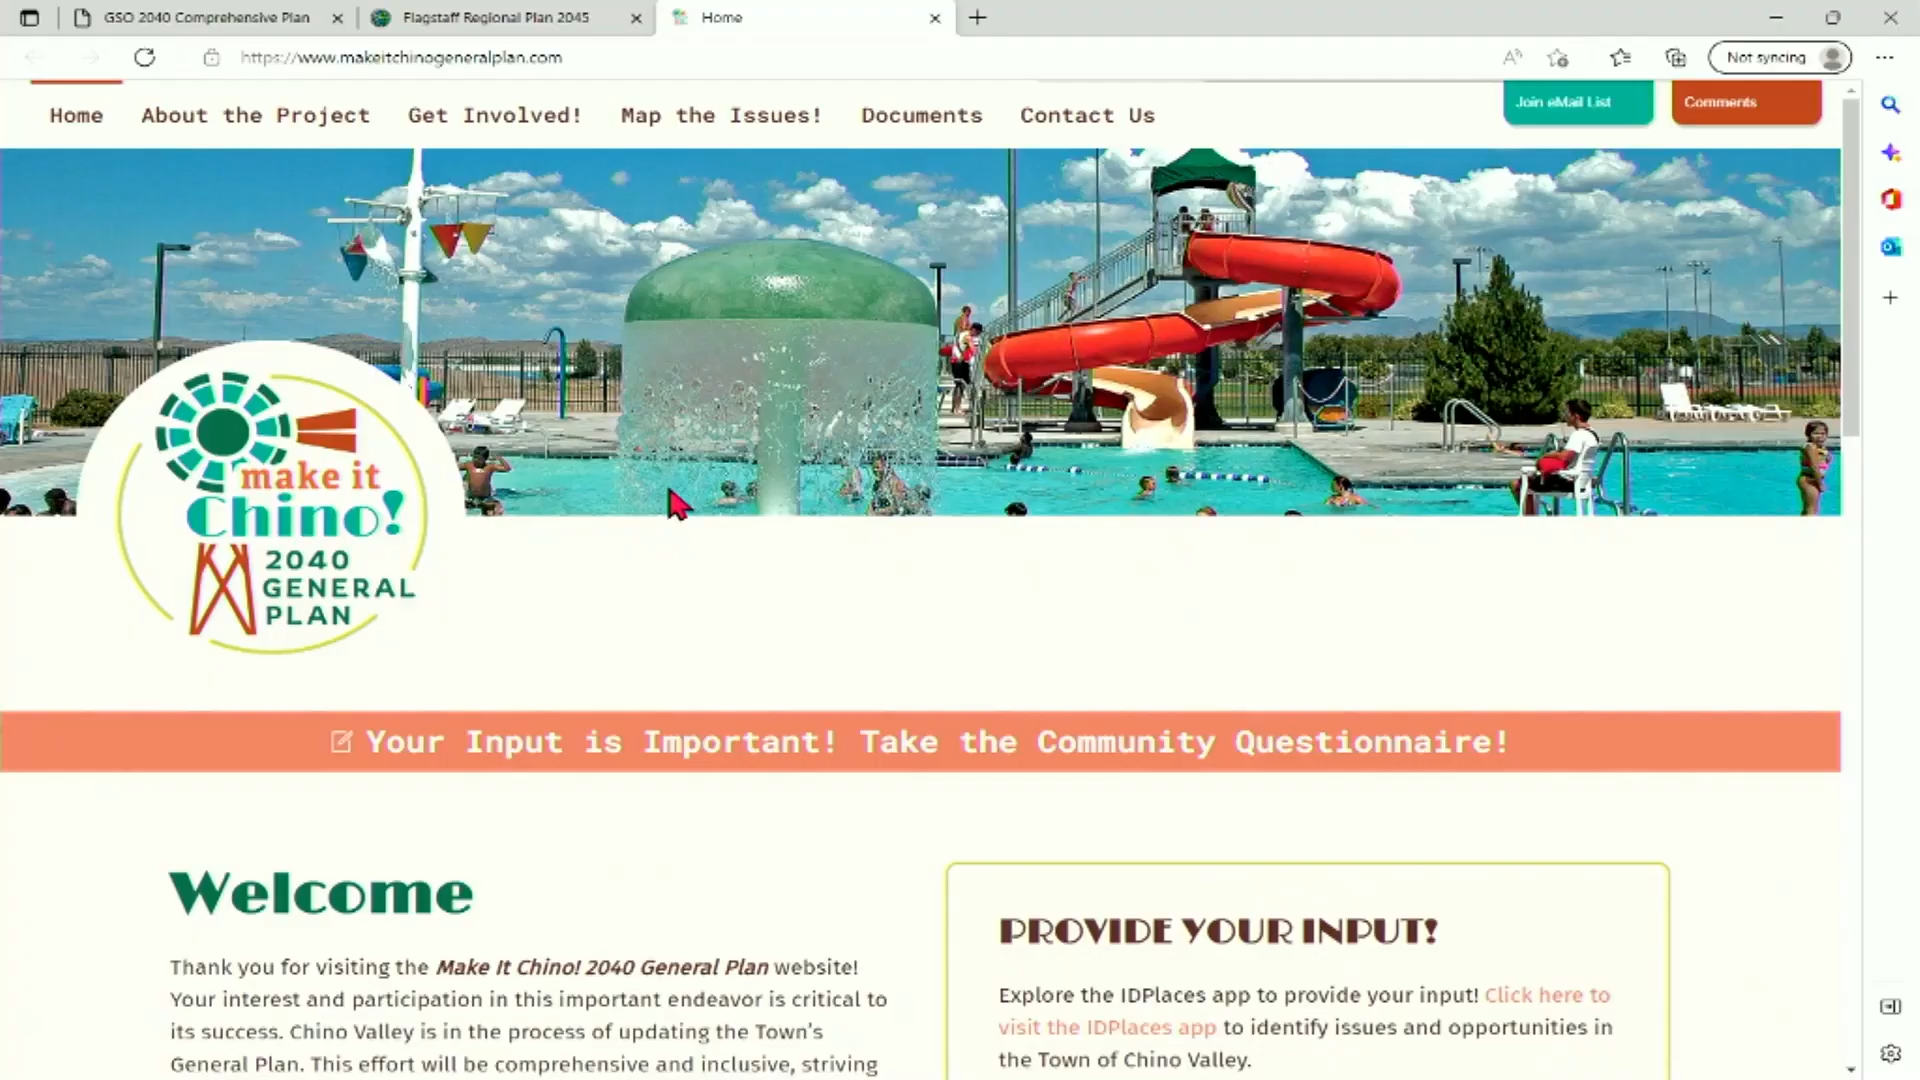 GSO 2040 Comprehensive Plan
Flagstaff Regional Plan 2045
Home
https://www.makeitchinogeneralplan.com
Not syncing
Home
About the Project
Get Involved!
Map the Issues!
Documents
Contact Us
Join eMail List
Comments
make it
Chino!
2040
GENERAL
PLAN
Your Input is Important! Take the Community Questionnaire!
Welcome
Thank you for visiting the Make It Chino! 2040 General Plan website!
Your interest and participation in this important endeavor is critical to
its success. Chino Valley is in the process of updating the Town's
General Plan. This effort will be comprehensive and inclusive, striving
PROVIDE YOUR INPUT!
Explore the IDPlaces app to provide your input! Click here to
visit the IDPlaces app to identify issues and opportunities in
the Town of Chino Valley.